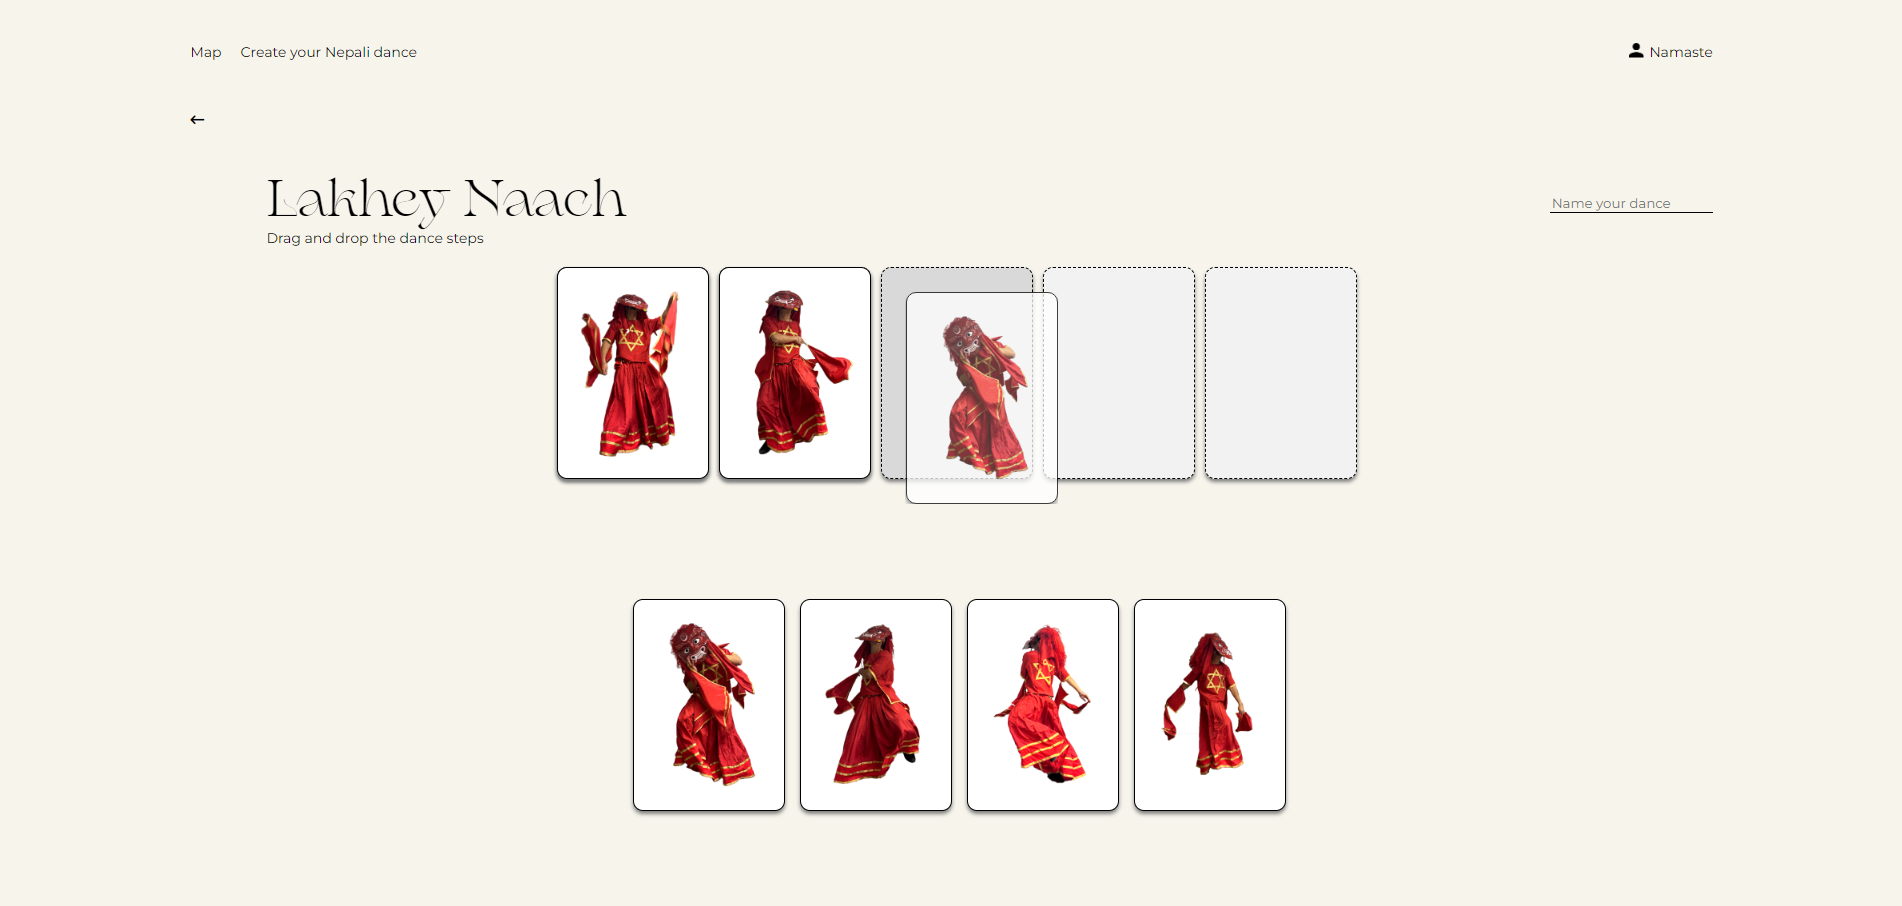 Map
Create your Nepali dance
Namaste
Lakhey Naach
Name your dance
Drag and drop the dance steps